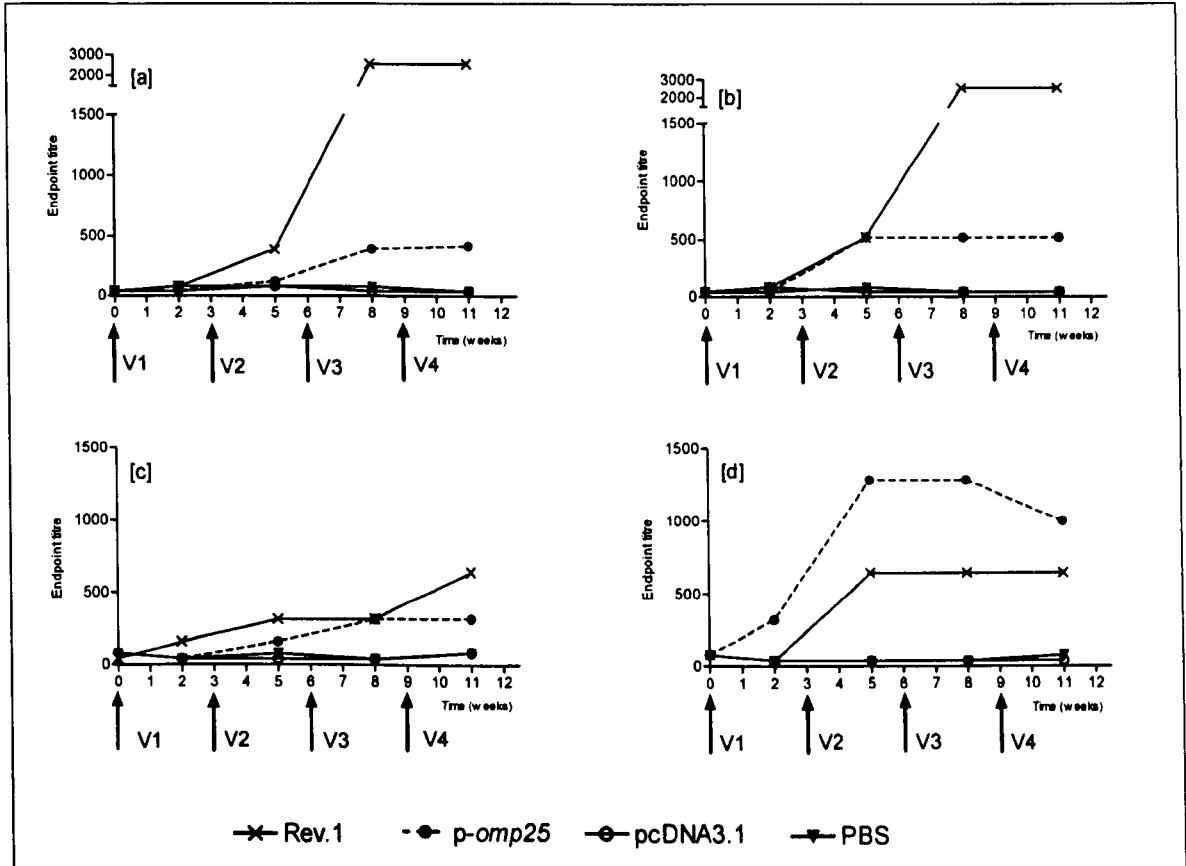 [a]
3000
2000
1500
1000
500
0
Endpoint titre
0 1 2 3 4 5 6 7 8 9 10 11 12
Time (weeks)
V1 V2 V3 V4
[b]
3000
2000
1500
1000
500
0
Endpoint titre
0 1 2 3 4 5 6 7 8 9 10 11 12
Time (weeks)
V1 V2 V3 V4
[c]
1500
1000
500
0
Endpoint titre
0 1 2 3 4 5 6 7 8 9 10 11 12
Time (weeks)
V1 V2 V3 V4
[d]
1500
1000
500
0
Endpoint titre
0 1 2 3 4 5 6 7 8 9 10 11 12
Time (weeks)
V1 V2 V3 V4
Rev.1 p-omp25 pcDNA3.1 PBS